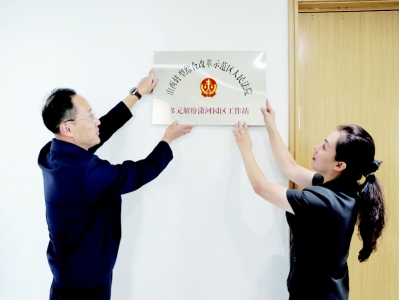 山西转型综合改革示范区人民法院
多元解纷潇河园区工作站